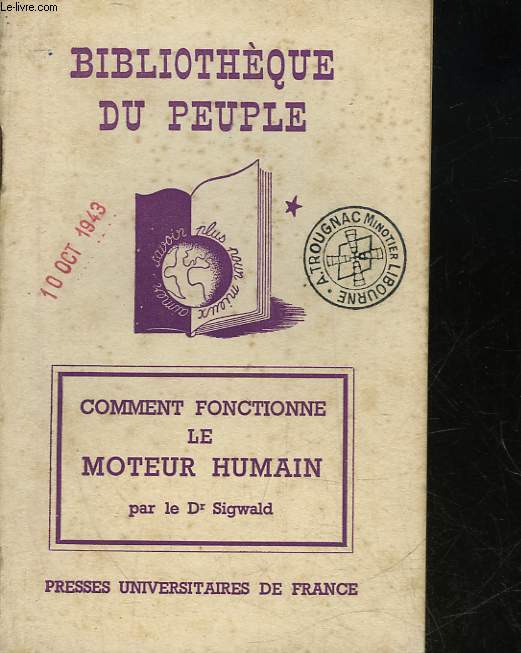 Le-livre.com
BIBLIOTHÈQUE
DU PEUPLE
10 OCT 1943
savoir plus pour mieux aimer
A. TROUGNAC MINOTIER LIBOURNE
COMMENT FONCTIONNE
LE
MOTEUR HUMAIN
par le Dr Sigwald
PRESSES UNIVERSITAIRES DE FRANCE